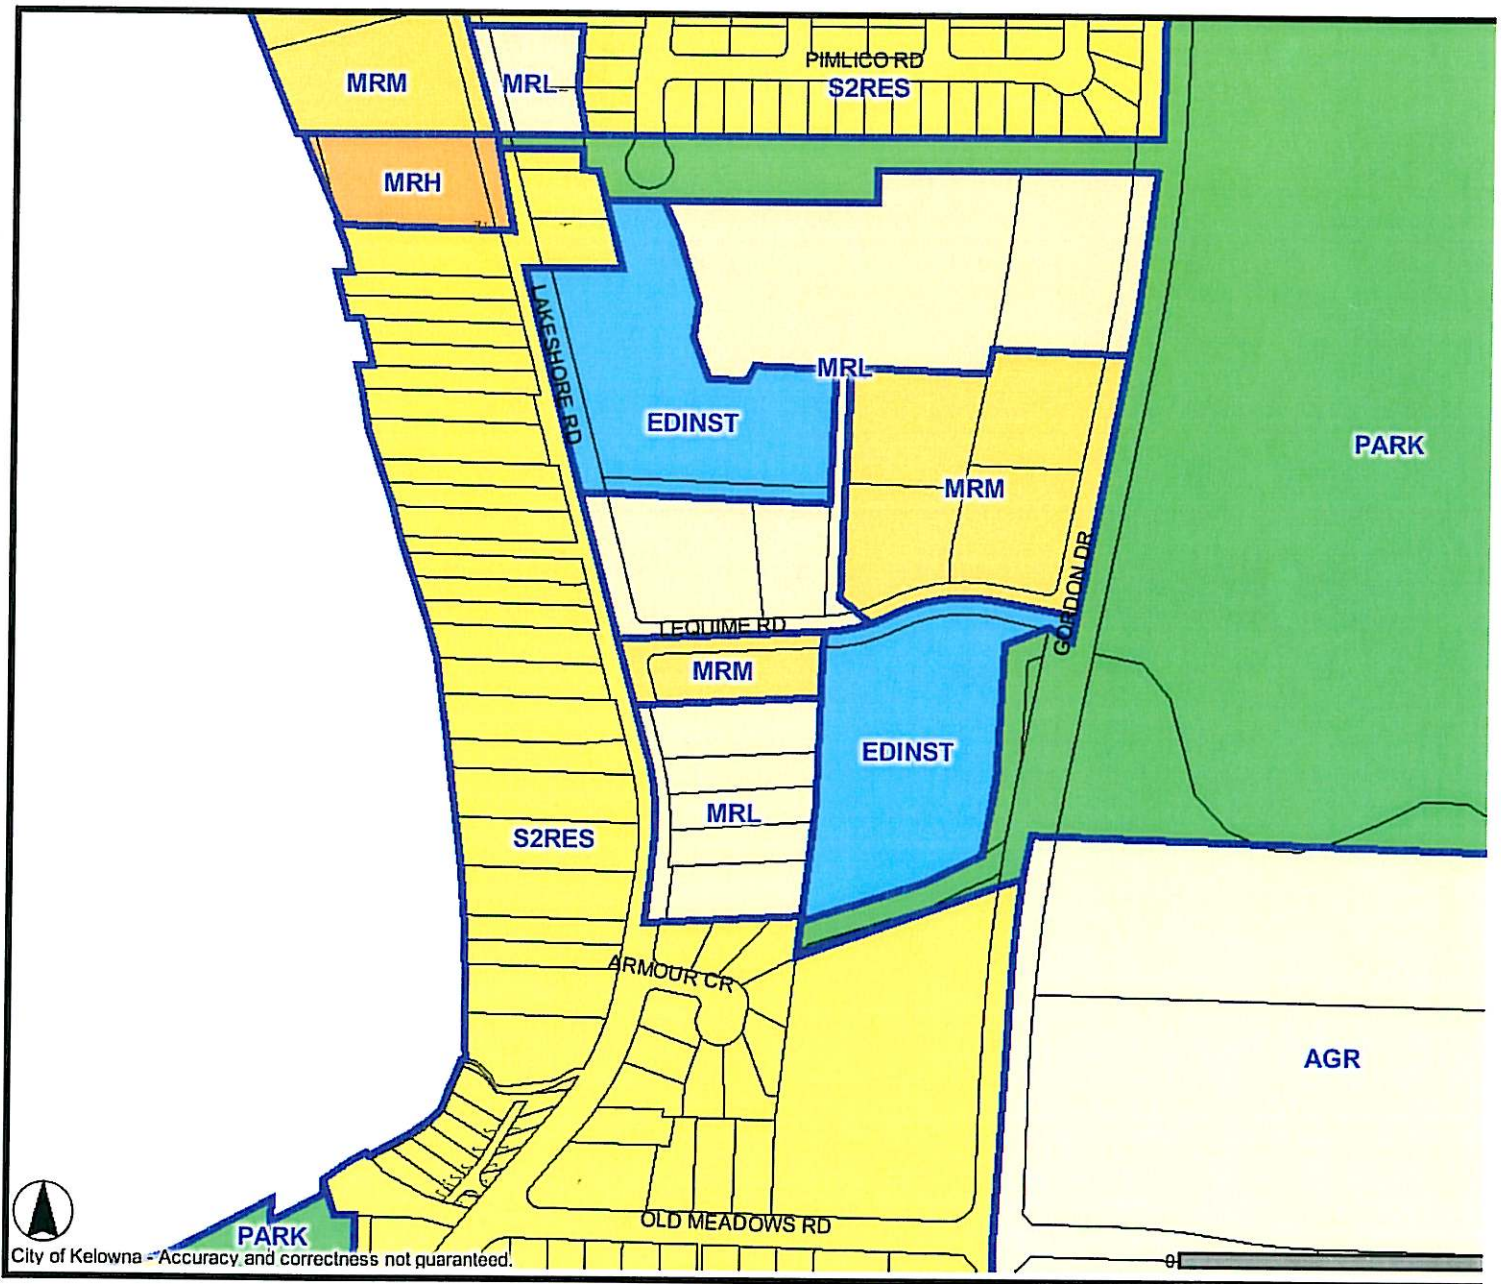 PIMLICO RD
MRM
MRL
S2RES
MRH
LAKESHORE RD
MRL
EDINST
PARK
MRM
GORDON DR
LEQUIME RD
MRM
EDINST
MRL
S2RES
ARMOUR CR
AGR
OLD MEADOWS RD
PARK
City of Kelowna - Accuracy and correctness not guaranteed.
0